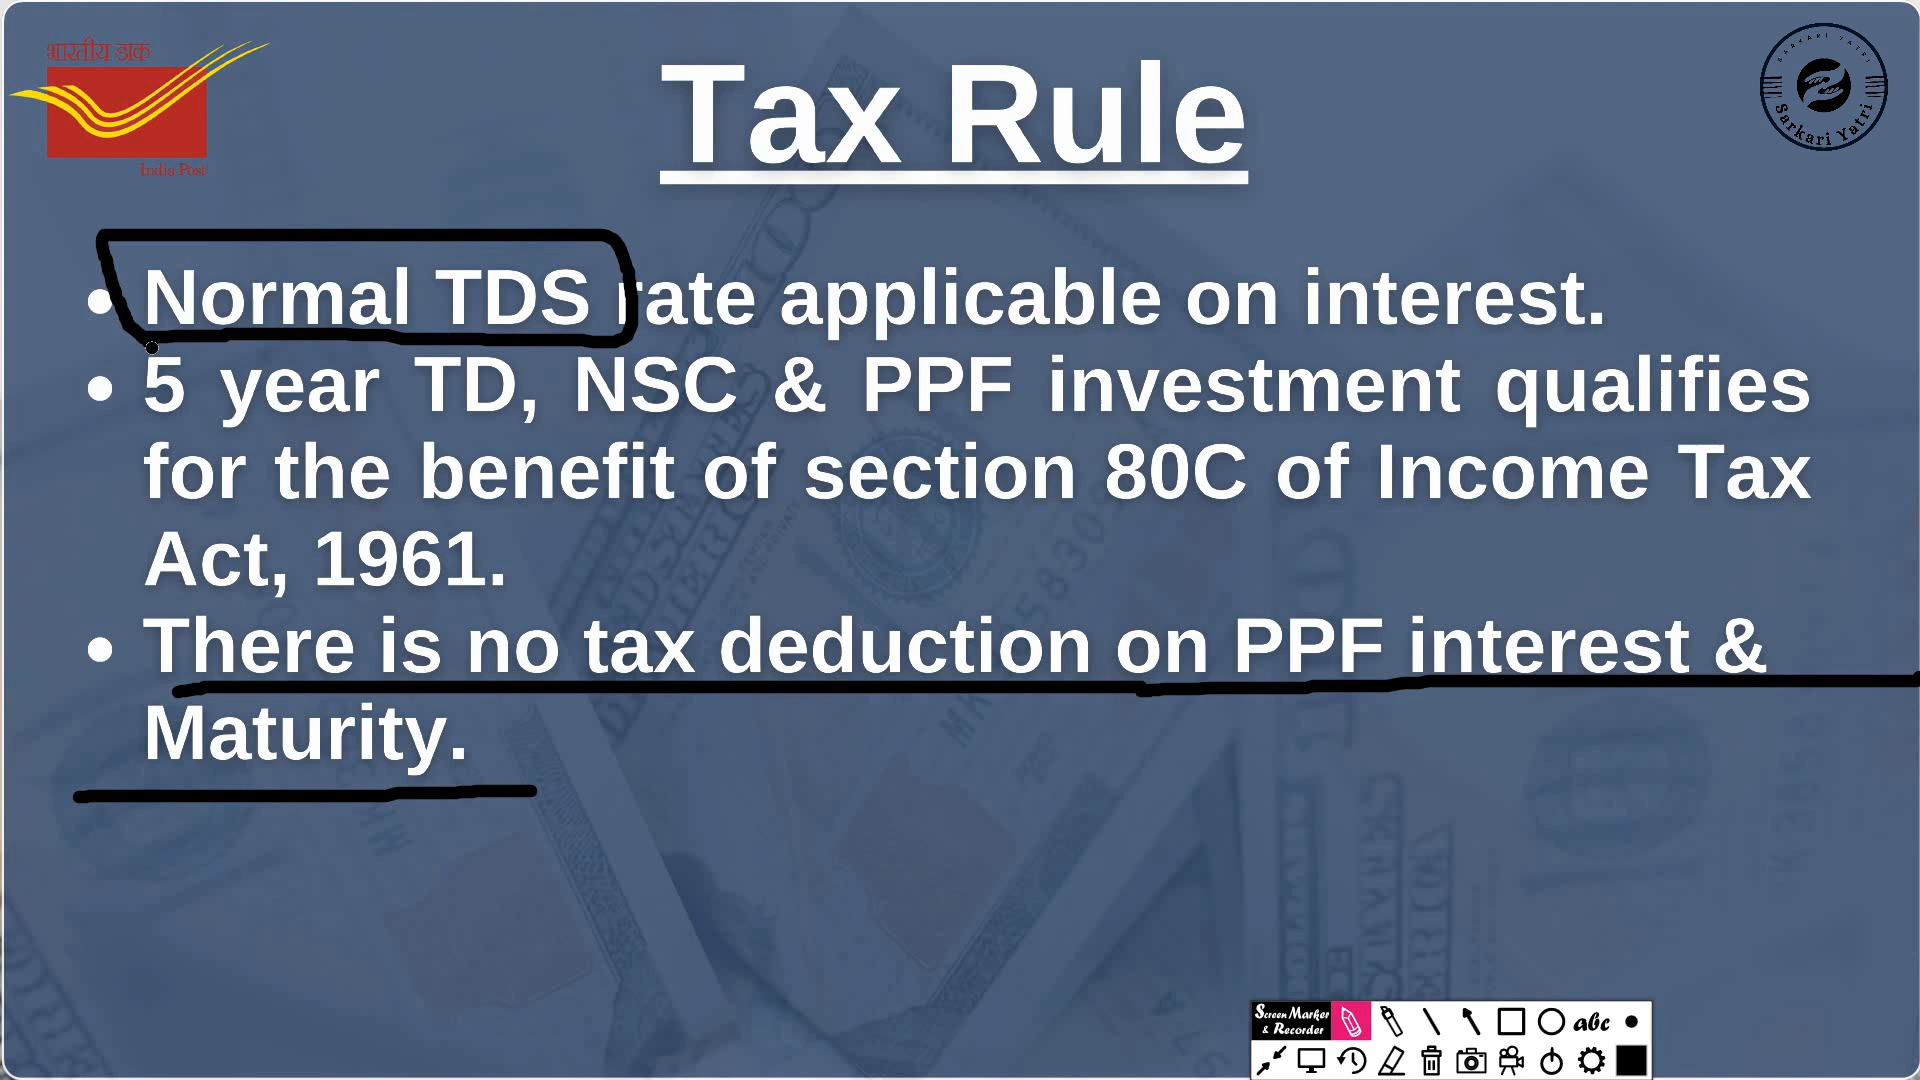 भारतीय डाक
India Post
Tax Rule
SARKARI YATRI
Sarkari Yatri
• Normal TDS rate applicable on interest.
• 5 year TD, NSC & PPF investment qualifies
for the benefit of section 80C of Income Tax
Act, 1961.
• There is no tax deduction on PPF interest &
Maturity.
Screen Marker
& Recorder
abc